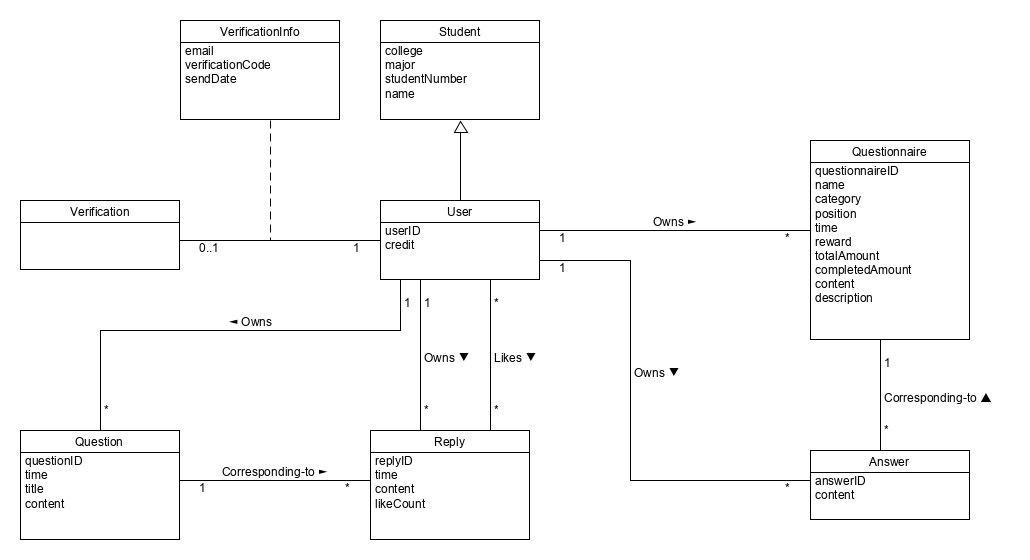 VerificationInfo
email
verificationCode
sendDate
Student
college
major
studentNumber
name
Questionnaire
questionnaireID
name
category
position
time
reward
totalAmount
completedAmount
content
description
Verification
User
userID
credit
0..1
1
Owns ►
1
*
1
◄ Owns
1
*
1
Owns ▼
*
*
Likes ▼
*
Owns ▼
*
1
Corresponding-to ▲
*
Question
questionID
time
title
content
Corresponding-to ►
1
*
Reply
replyID
time
content
likeCount
Answer
answerID
content